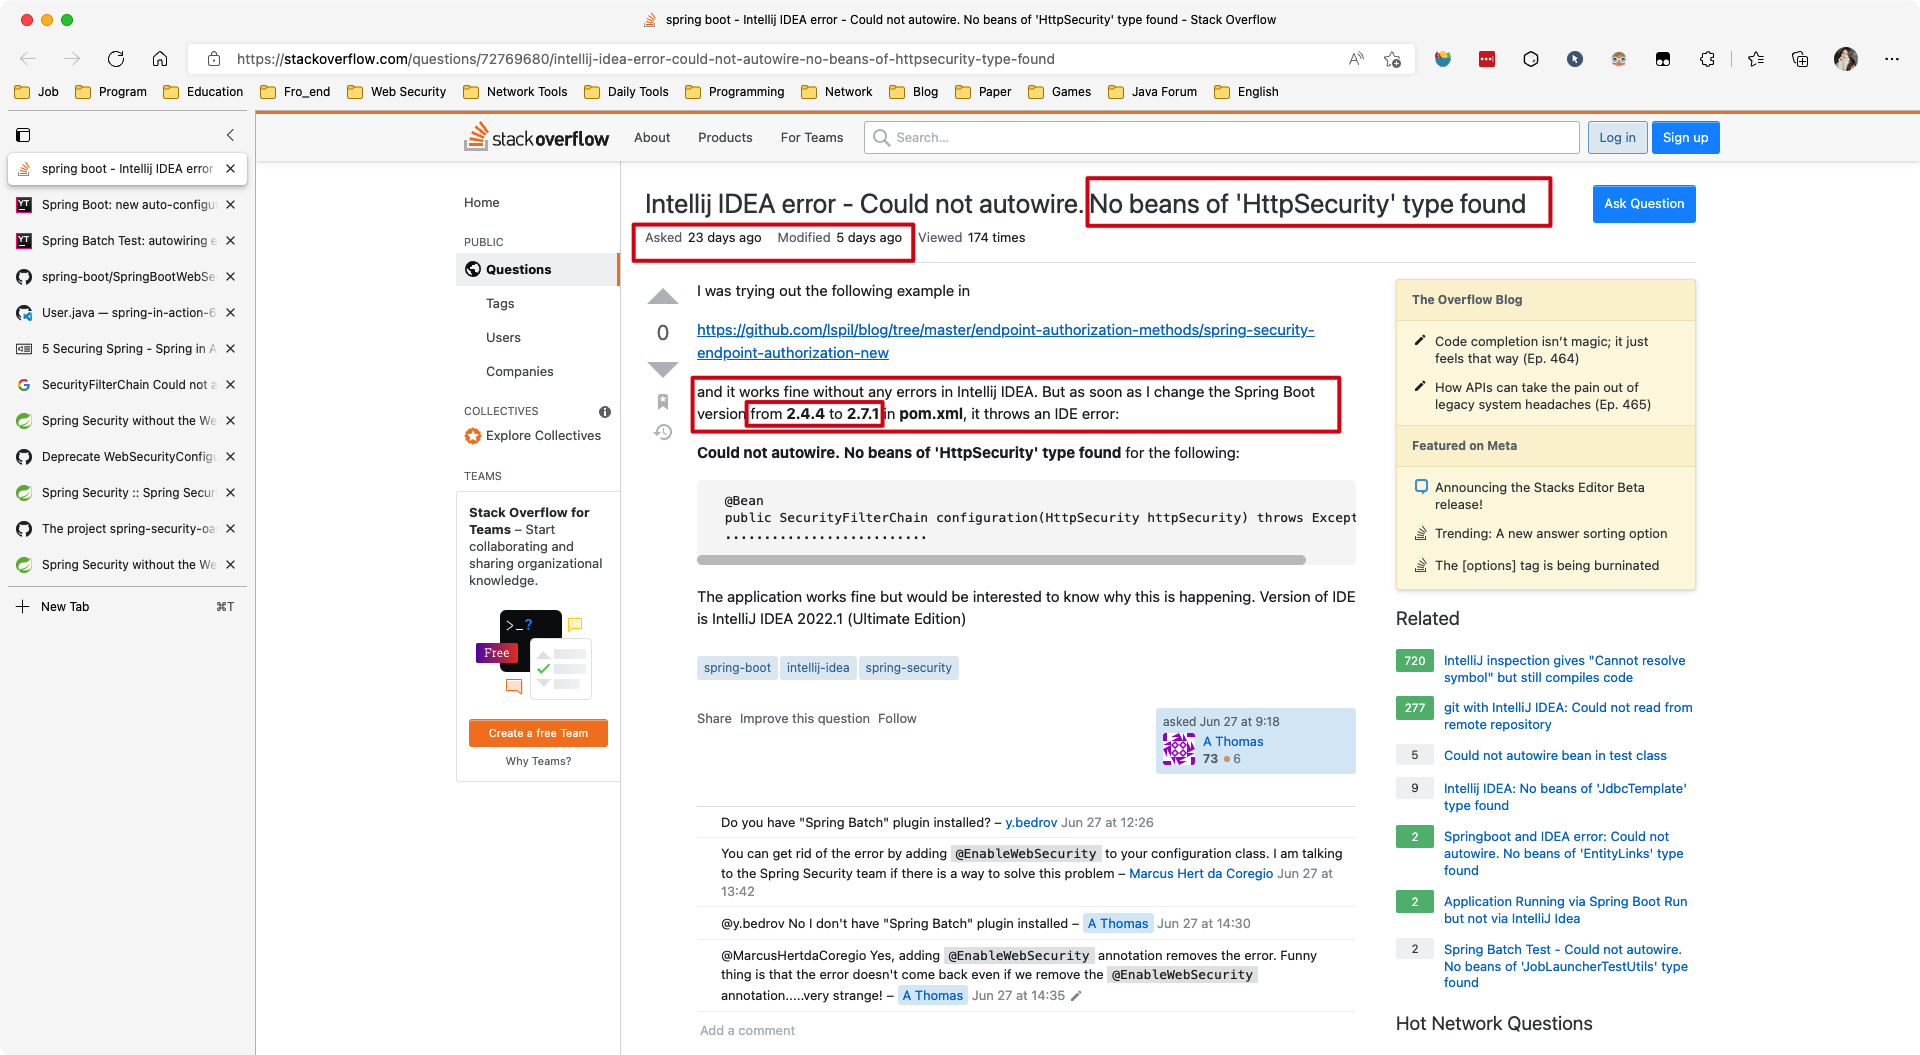 spring boot - Intellij IDEA error - Could not autowire. No beans of 'HttpSecurity' type found - Stack Overflow
https://stackoverflow.com/questions/72769680/intellij-idea-error-could-not-autowire-no-beans-of-httpsecurity-type-found
Job Program Education Fro_end Web Security Network Tools Daily Tools Programming Network Blog Paper Games Java Forum English
spring boot - Intellij IDEA error
Spring Boot: new auto-configu
Spring Batch Test: autowiring e
spring-boot/SpringBootWebSe
User.java — spring-in-action-6
5 Securing Spring - Spring in A
SecurityFilterChain Could not a
Spring Security without the We
Deprecate WebSecurityConfigu
Spring Security :: Spring Secur
The project spring-security-oa
Spring Security without the We
New Tab ⌘T
stack overflow About Products For Teams Search... Log in Sign up
Home
PUBLIC
Questions
Tags
Users
Companies
COLLECTIVES
Explore Collectives
TEAMS
Stack Overflow for
Teams – Start
collaborating and
sharing organizational
knowledge.
>_?
Free
Create a free Team
Why Teams?
Intellij IDEA error - Could not autowire. No beans of 'HttpSecurity' type found
Ask Question
Asked 23 days ago Modified 5 days ago Viewed 174 times
I was trying out the following example in
0
https://github.com/lspil/blog/tree/master/endpoint-authorization-methods/spring-security-
endpoint-authorization-new
and it works fine without any errors in Intellij IDEA. But as soon as I change the Spring Boot
version from 2.4.4 to 2.7.1 in pom.xml, it throws an IDE error:
Could not autowire. No beans of 'HttpSecurity' type found for the following:
@Bean
public SecurityFilterChain configuration(HttpSecurity httpSecurity) throws Except
..........................
The application works fine but would be interested to know why this is happening. Version of IDE
is IntelliJ IDEA 2022.1 (Ultimate Edition)
spring-boot intellij-idea spring-security
Share Improve this question Follow
asked Jun 27 at 9:18
A Thomas
73 6
Do you have "Spring Batch" plugin installed? – y.bedrov Jun 27 at 12:26
You can get rid of the error by adding @EnableWebSecurity to your configuration class. I am talking
to the Spring Security team if there is a way to solve this problem – Marcus Hert da Coregio Jun 27 at
13:42
@y.bedrov No I don't have "Spring Batch" plugin installed – A Thomas Jun 27 at 14:30
@MarcusHertdaCoregio Yes, adding @EnableWebSecurity annotation removes the error. Funny
thing is that the error doesn't come back even if we remove the @EnableWebSecurity
annotation.....very strange! – A Thomas Jun 27 at 14:35
Add a comment
The Overflow Blog
Code completion isn't magic; it just
feels that way (Ep. 464)
How APIs can take the pain out of
legacy system headaches (Ep. 465)
Featured on Meta
Announcing the Stacks Editor Beta
release!
Trending: A new answer sorting option
The [options] tag is being burninated
Related
720 IntelliJ inspection gives "Cannot resolve
symbol" but still compiles code
277 git with IntelliJ IDEA: Could not read from
remote repository
5 Could not autowire bean in test class
9 Intellij IDEA: No beans of 'JdbcTemplate'
type found
2 Springboot and IDEA error: Could not
autowire. No beans of 'EntityLinks' type
found
2 Application Running via Spring Boot Run
but not via IntelliJ Idea
2 Spring Batch Test - Could not autowire.
No beans of 'JobLauncherTestUtils' type
found
Hot Network Questions